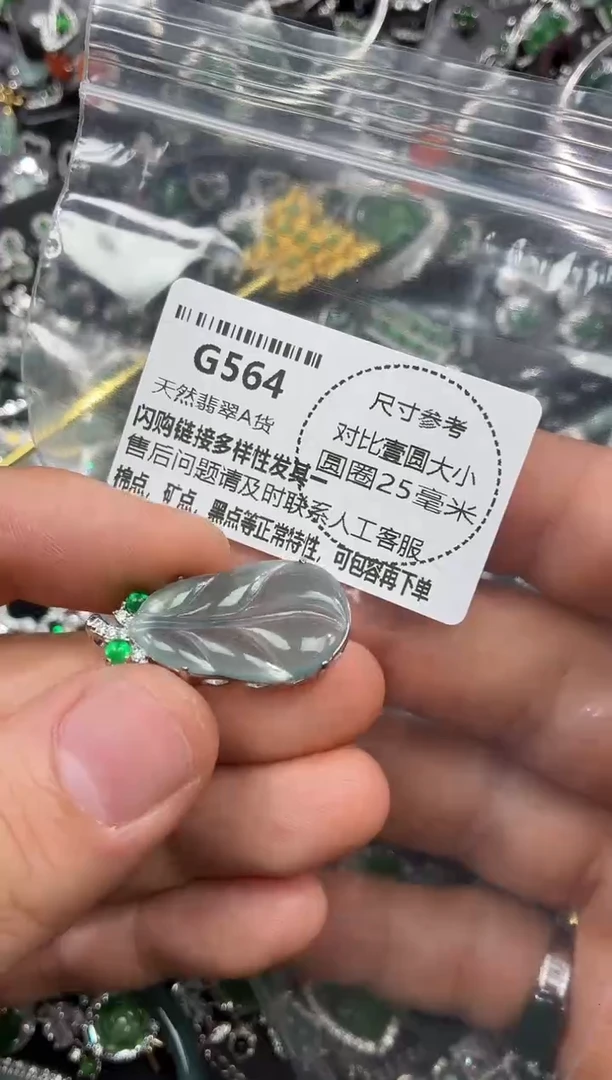 G564
天然翡翠A货
闪购链接多样性发其一
售后问题请及时联系人工客服
棉点，矿点，黑点等正常特性，可包容再下单
尺寸参考
对比壹圆大小
圆圈25毫米